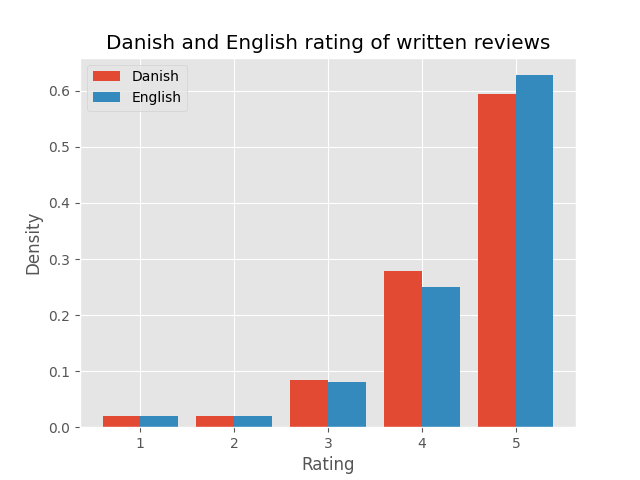 Danish and English rating of written reviews
Danish
English
0.6
0.5
0.4
0.3
0.2
0.1
0.0
Density
1 2 3 4 5
Rating